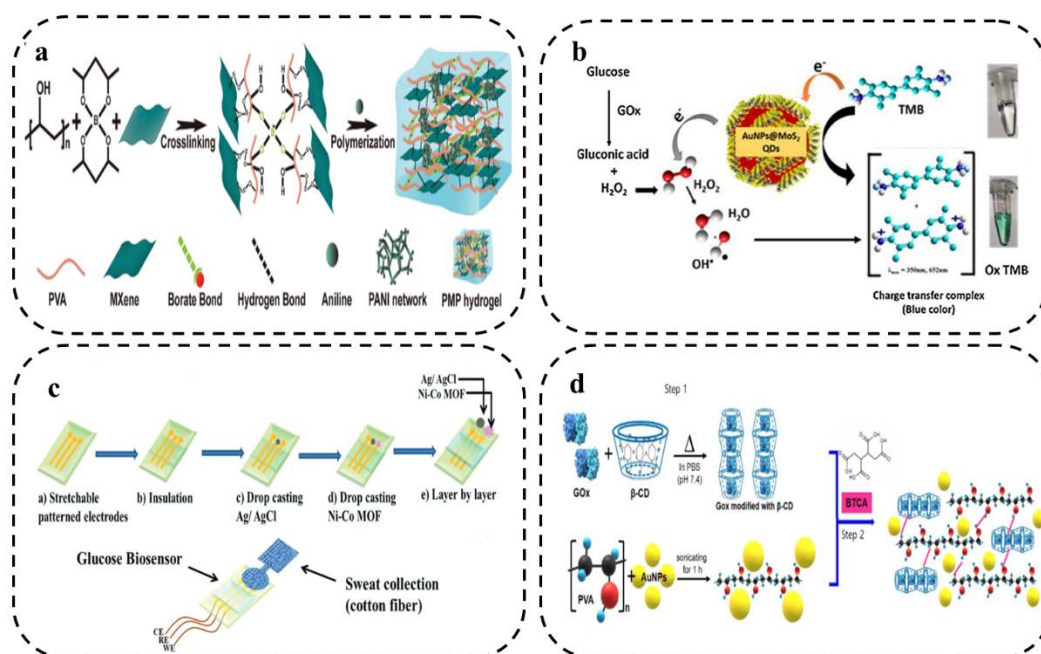 a
OH
n
+
O
O
B
O
O
+
Crosslinking
Polymerization
PVA
MXene
Borate Bond
Hydrogen Bond
Aniline
PANI network
PMP hydrogel
b
Glucose
GOx
Gluconic acid
+
H₂O₂
e⁻
H₂O₂
H₂O
OH•
AuNPs@MoS₂
QDs
e⁻
TMB
= 350nm, 652nm
Ox TMB
Charge transfer complex
(Blue color)
c
Ag/ AgCl
Ni-Co MOF
a) Stretchable
patterned electrodes
b) Insulation
c) Drop casting
Ag/ AgCl
d) Drop casting
Ni-Co MOF
e) Layer by layer
Glucose Biosensor
Sweat collection
(cotton fiber)
CE
RE
WE
d
Step 1
GOx
+
β-CD
Δ
In PBS
(pH 7.4)
Gox modified with β-CD
PVA
n
+
AuNPs
sonicating
for 1 h
BTCA
Step 2